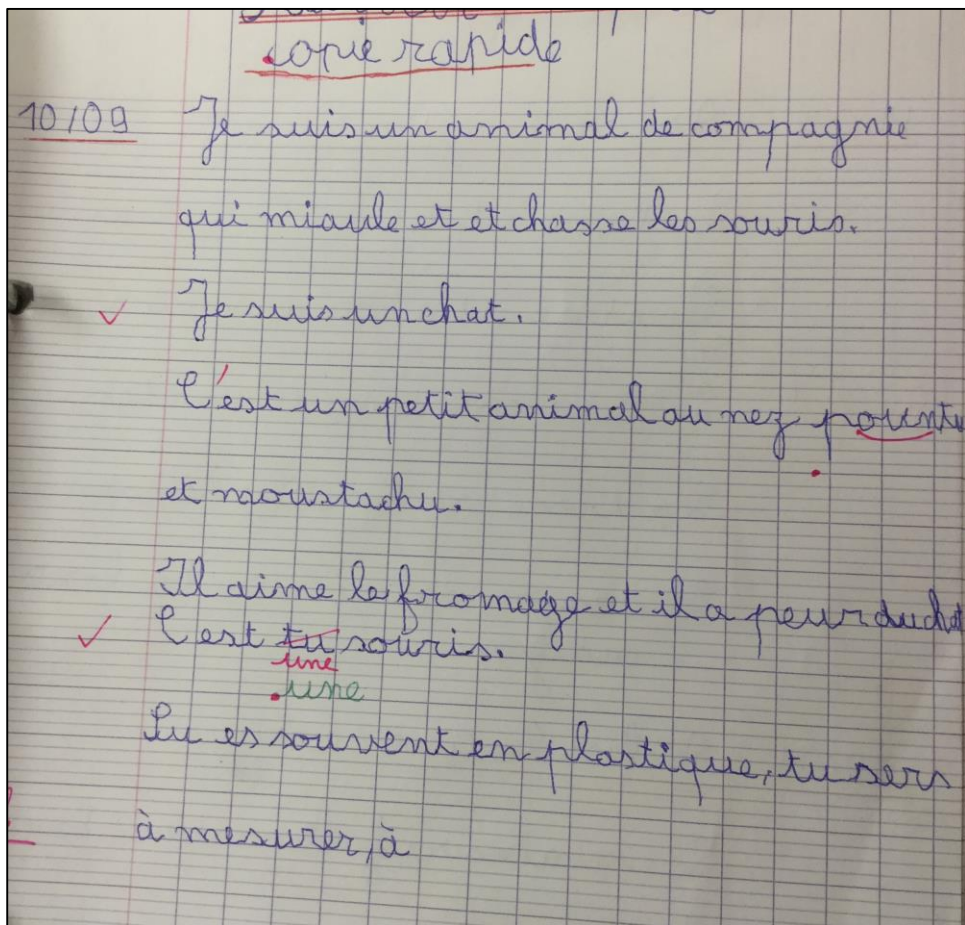 copie rapide
10/09 Je suis un animal de compagnie
qui miaule et et chasse les souris.
Je suis un chat.
C'est un petit animal au nez pountu
et moustachu.
Il aime le fromage et il a peur du chat
C'est tu souris.
une
une
Tu es souvent en plastique, tu sers
à mesurer, à